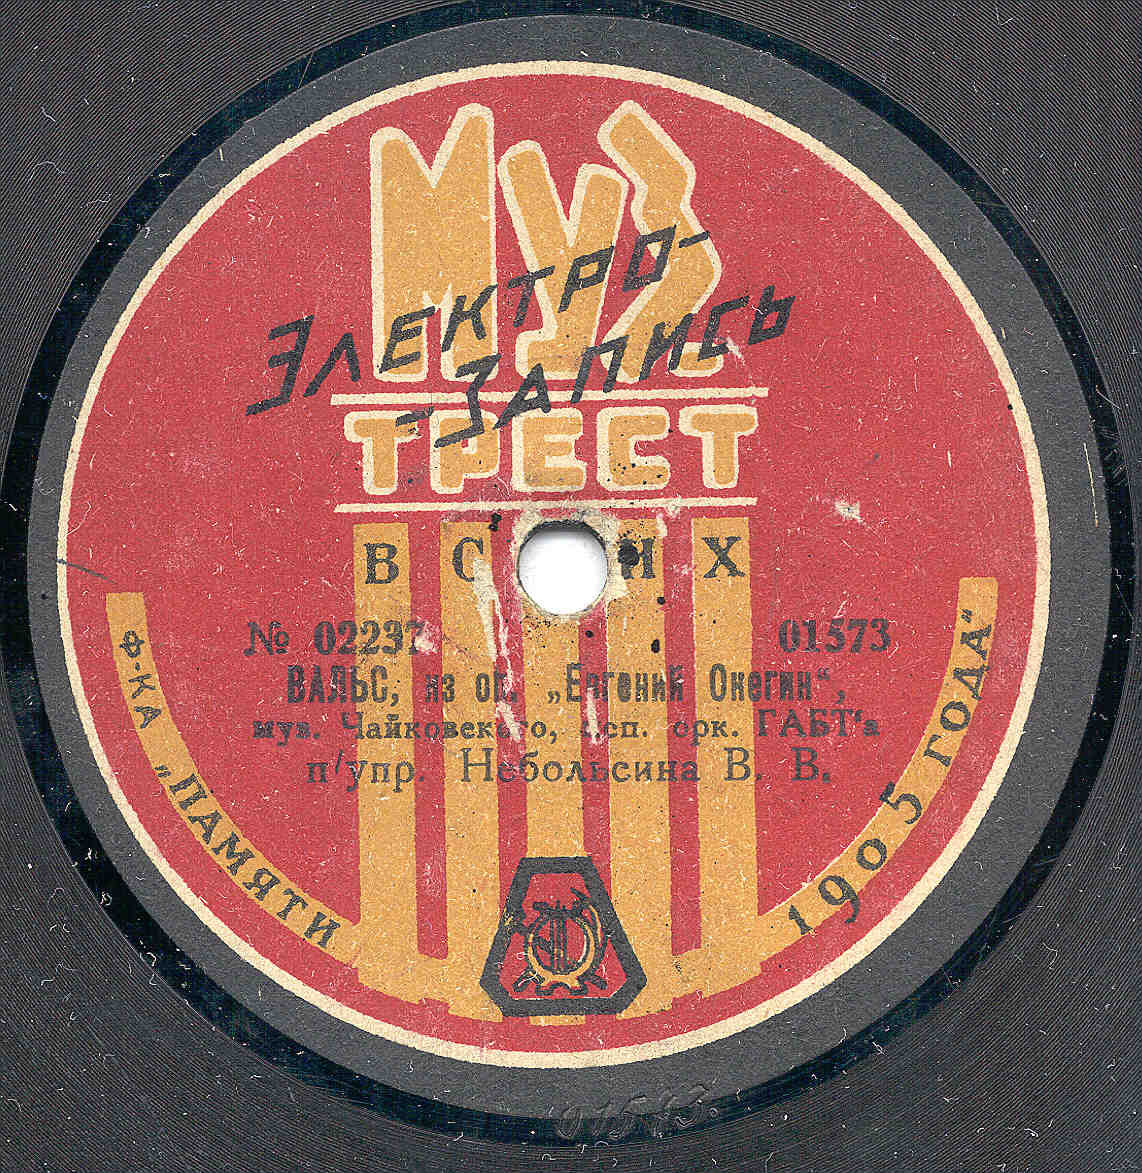 МУЗ
ЭЛЕКТРО-
-ЗАПИСЬ
ТРЕСТ
ВСНХ
№ 02237 01573
ВАЛЬС, из оп. „Евгений Онегин“,
муз. Чайковского, исп. орк. ГАБТ'а
п/упр. Небольсина В. В.
Ф-КА „ПАМЯТИ 1905 ГОДА“